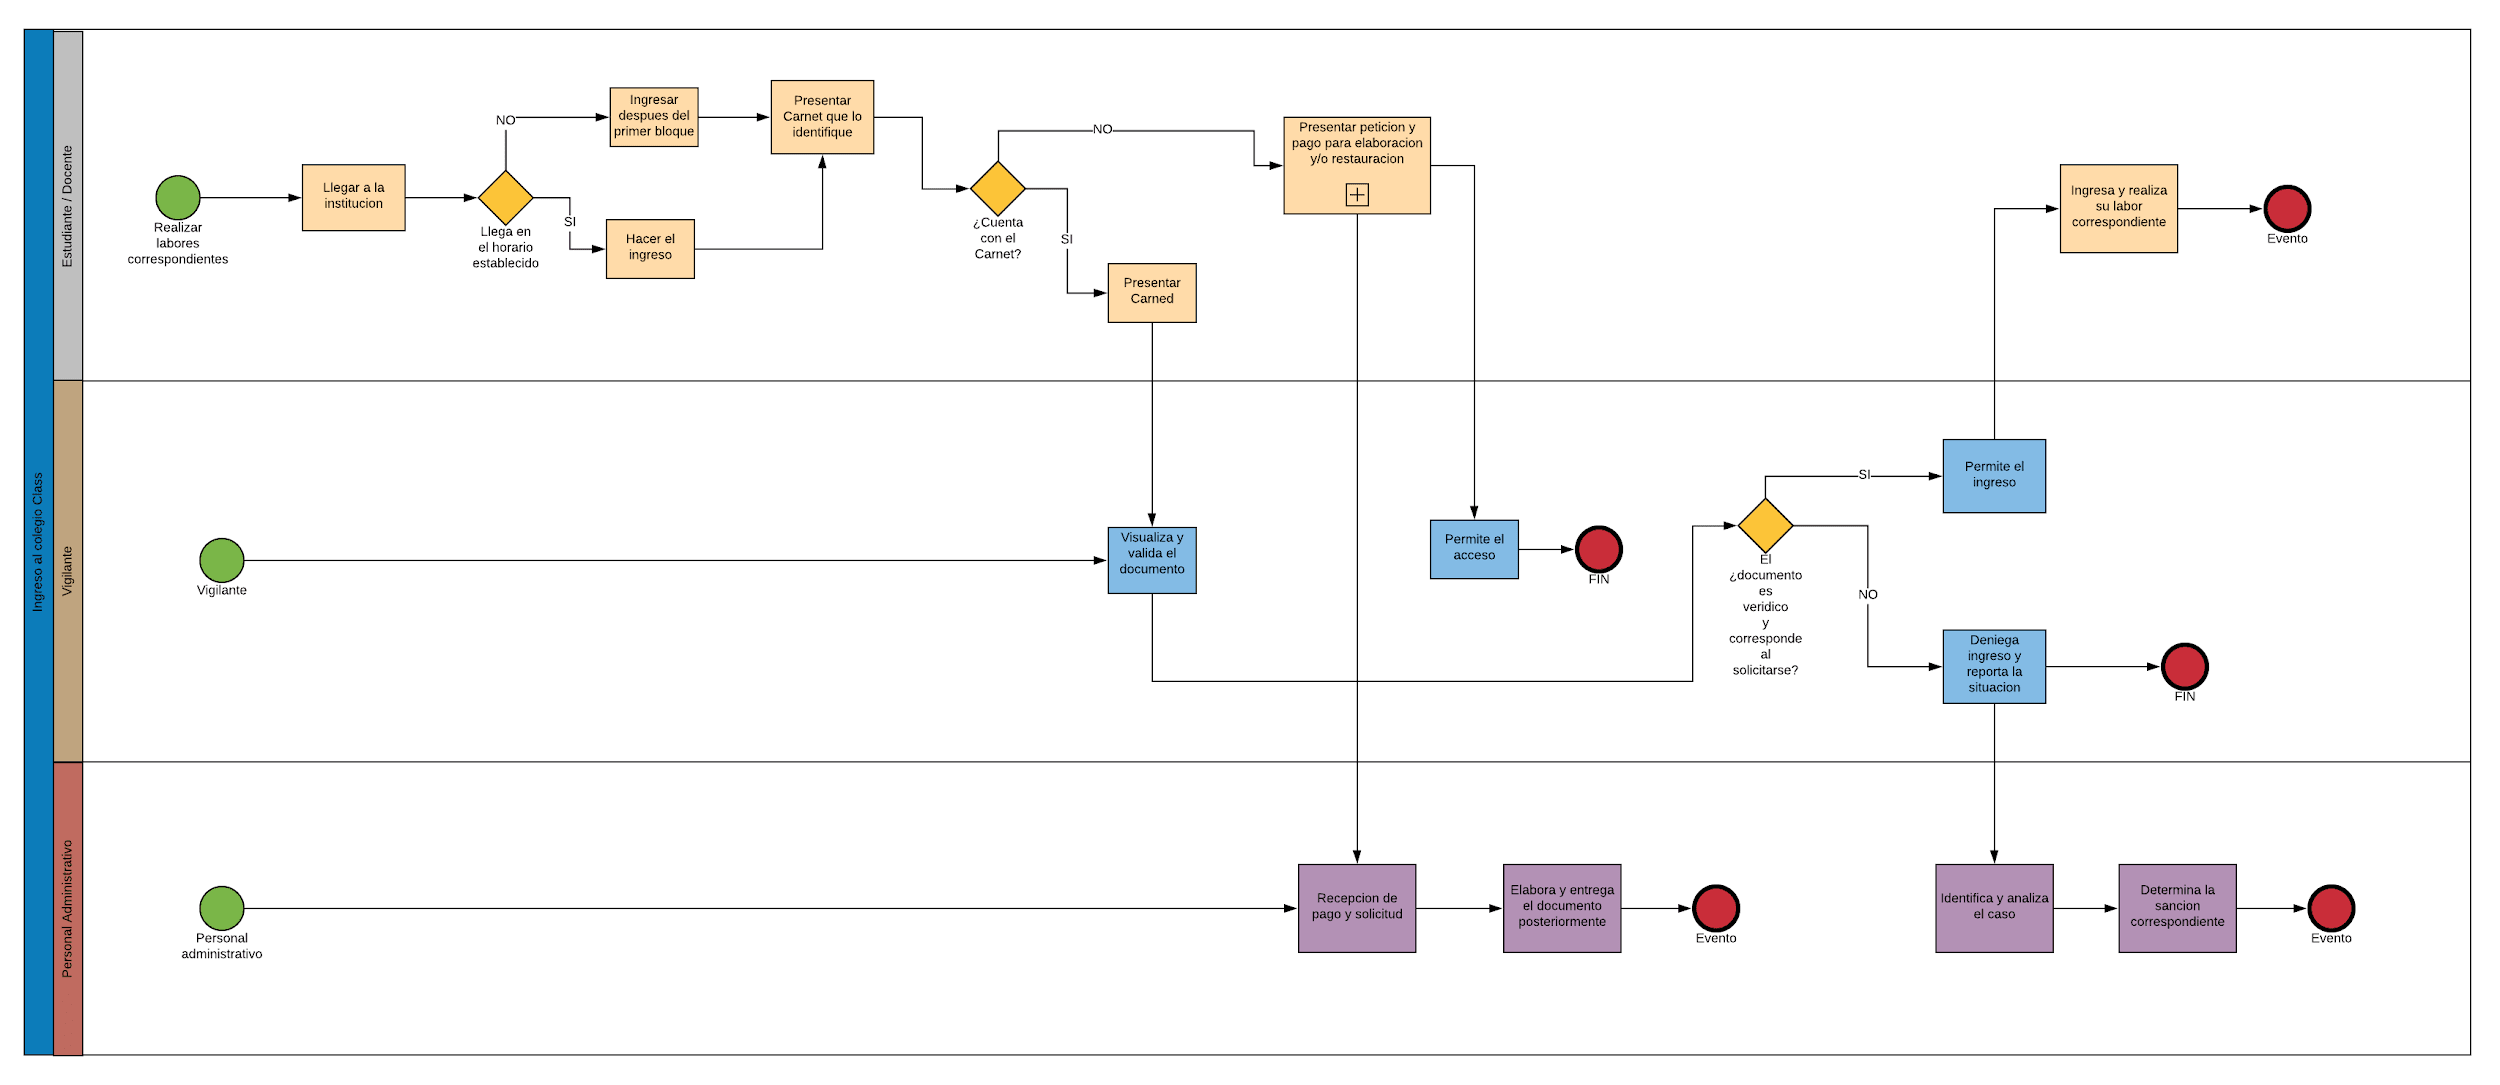 Ingreso al colegio Class
Estudiante / Docente
Realizar
labores
correspondientes
Llegar a la
institucion
Llega en
el horario
establecido
NO
SI
Ingresar
despues del
primer bloque
Hacer el
ingreso
Presentar
Carnet que lo
identifique
¿Cuenta
con el
Carnet?
NO
SI
Presentar
Carned
Presentar peticion y
pago para elaboracion
y/o restauracion
Ingresa y realiza
su labor
correspondiente
Evento
Vigilante
Vigilante
Visualiza y
valida el
documento
Permite el
acceso
FIN
El
¿documento
es
veridico
y
corresponde
al
solicitarse?
SI
NO
Permite el
ingreso
Deniega
ingreso y
reporta la
situacion
FIN
Personal Administrativo
Personal
administrativo
Recepcion de
pago y solicitud
Elabora y entrega
el documento
posteriormente
Evento
Identifica y analiza
el caso
Determina la
sancion
correspondiente
Evento